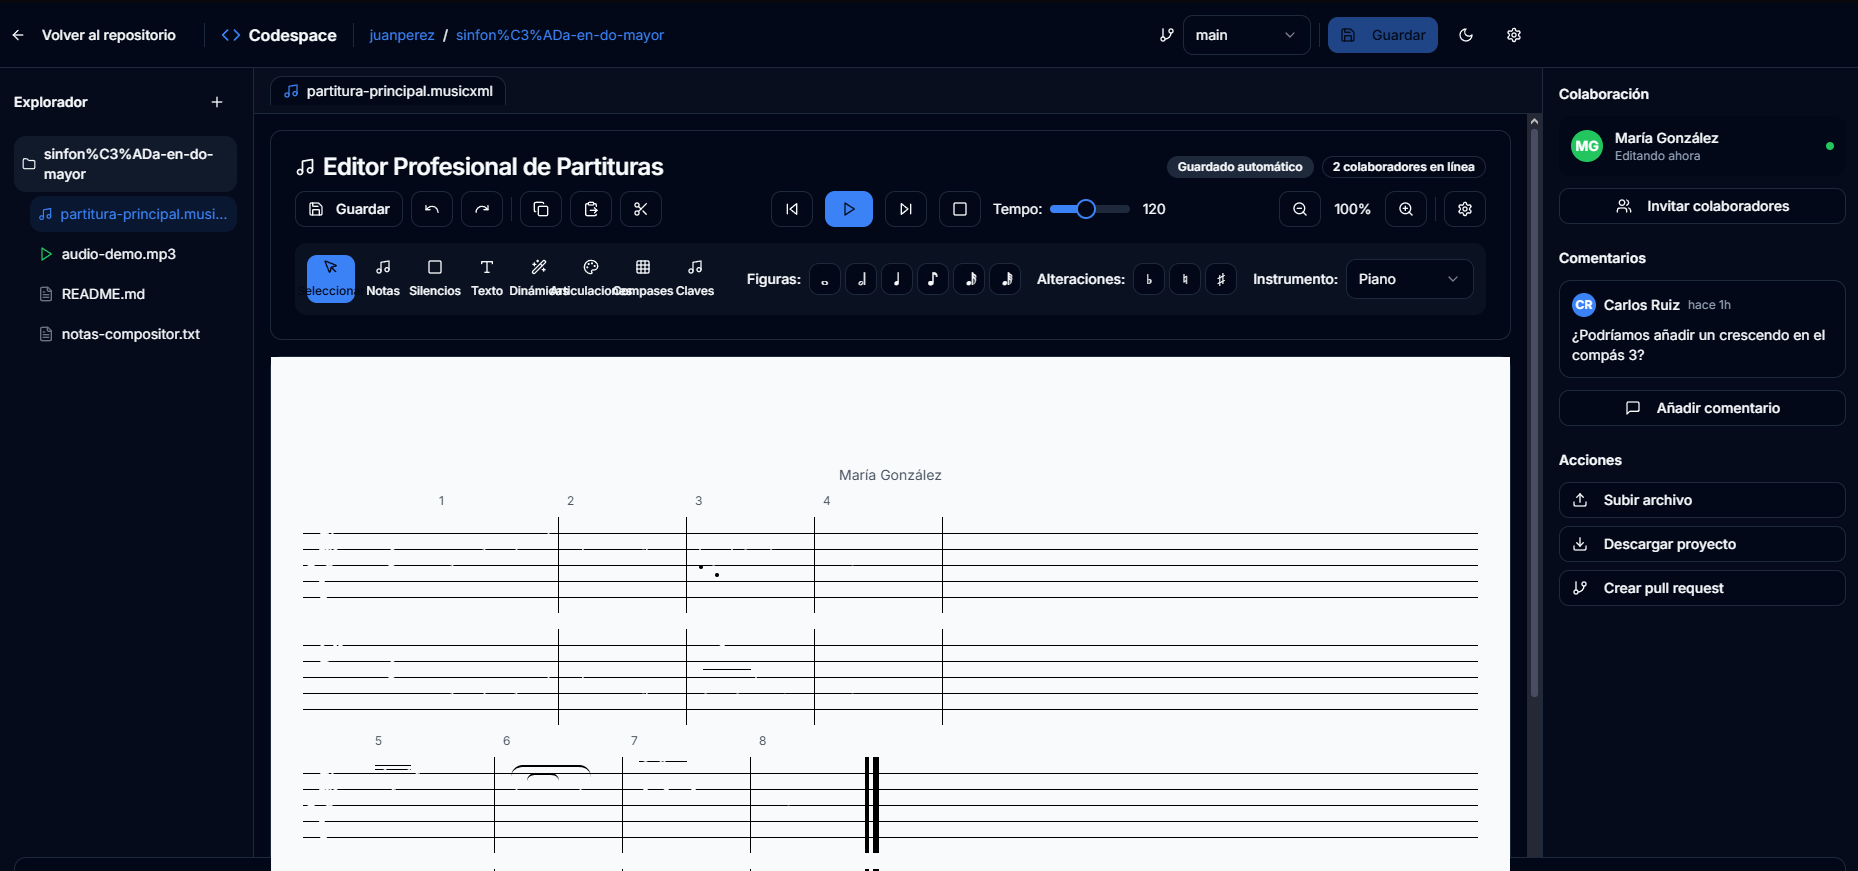 Volver al repositorio
Codespace
juanperez / sinfon%C3%ADa-en-do-mayor
main
Guardar
Explorador
sinfon%C3%ADa-en-do-
mayor
partitura-principal.musi...
audio-demo.mp3
README.md
notas-compositor.txt
partitura-principal.musicxml
Editor Profesional de Partituras
Guardado automático
2 colaboradores en línea
Guardar
Tempo: 120
100%
Seleccionar
Notas
Silencios
Texto
Dinámicas
Articulaciones
Compases
Claves
Figuras:
Alteraciones:
Instrumento:
Piano
María González
1 2 3 4
5 6 7 8
Colaboración
MG
María González
Editando ahora
Invitar colaboradores
Comentarios
CR
Carlos Ruiz hace 1h
¿Podríamos añadir un crescendo en el
compás 3?
Añadir comentario
Acciones
Subir archivo
Descargar proyecto
Crear pull request